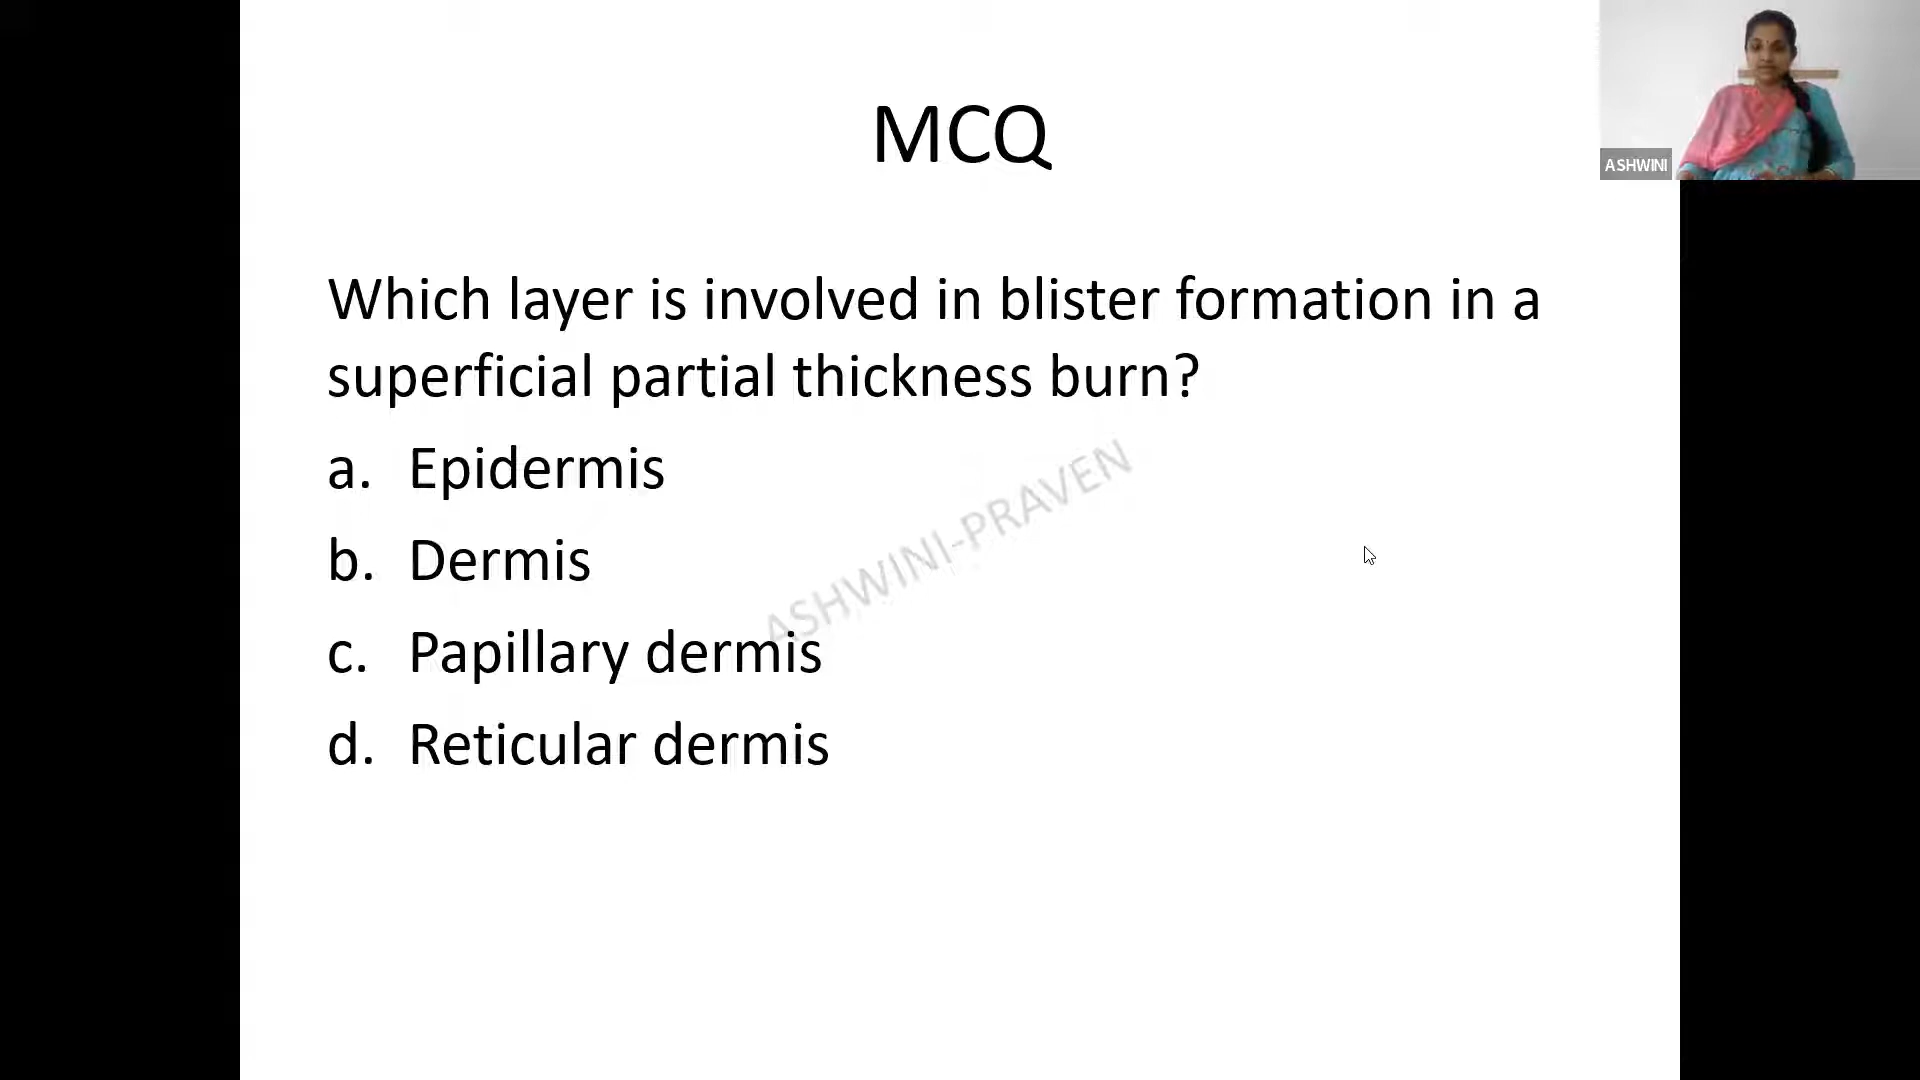 MCQ
ASHWINI
Which layer is involved in blister formation in a
superficial partial thickness burn?
a. Epidermis
b. Dermis
c. Papillary dermis
d. Reticular dermis
ASHWINI-PRAVEN